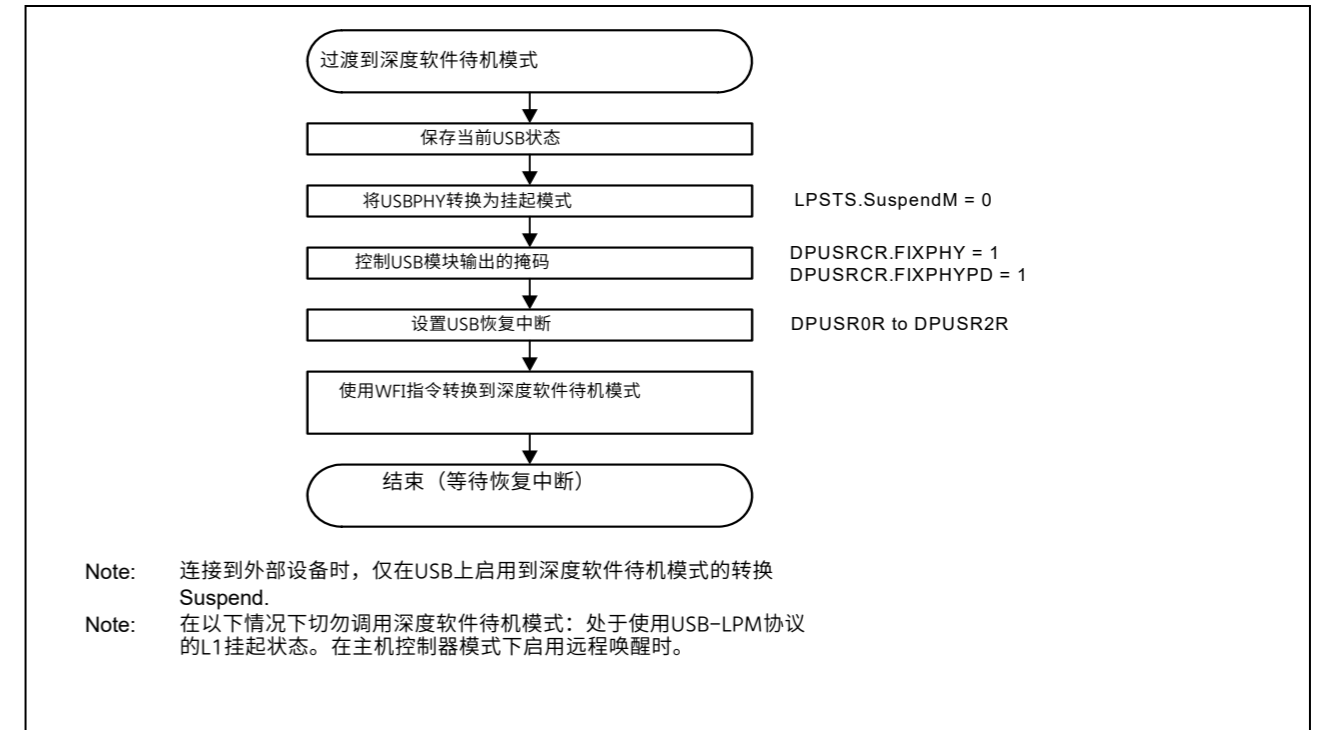 过渡到深度软件待机模式
保存当前USB状态
将USBPHY转换为挂起模式
LPSTS.SuspendM = 0
控制USB模块输出的掩码
DPUSRCR.FIXPHY = 1
DPUSRCR.FIXPHYPD = 1
设置USB恢复中断
DPUSR0R to DPUSR2R
使用WFI指令转换到深度软件待机模式
结束（等待恢复中断）
Note: 连接到外部设备时，仅在USB上启用到深度软件待机模式的转换
Suspend.
Note: 在以下情况下切勿调用深度软件待机模式：处于使用USB-LPM协议
的L1挂起状态。在主机控制器模式下启用远程唤醒时。